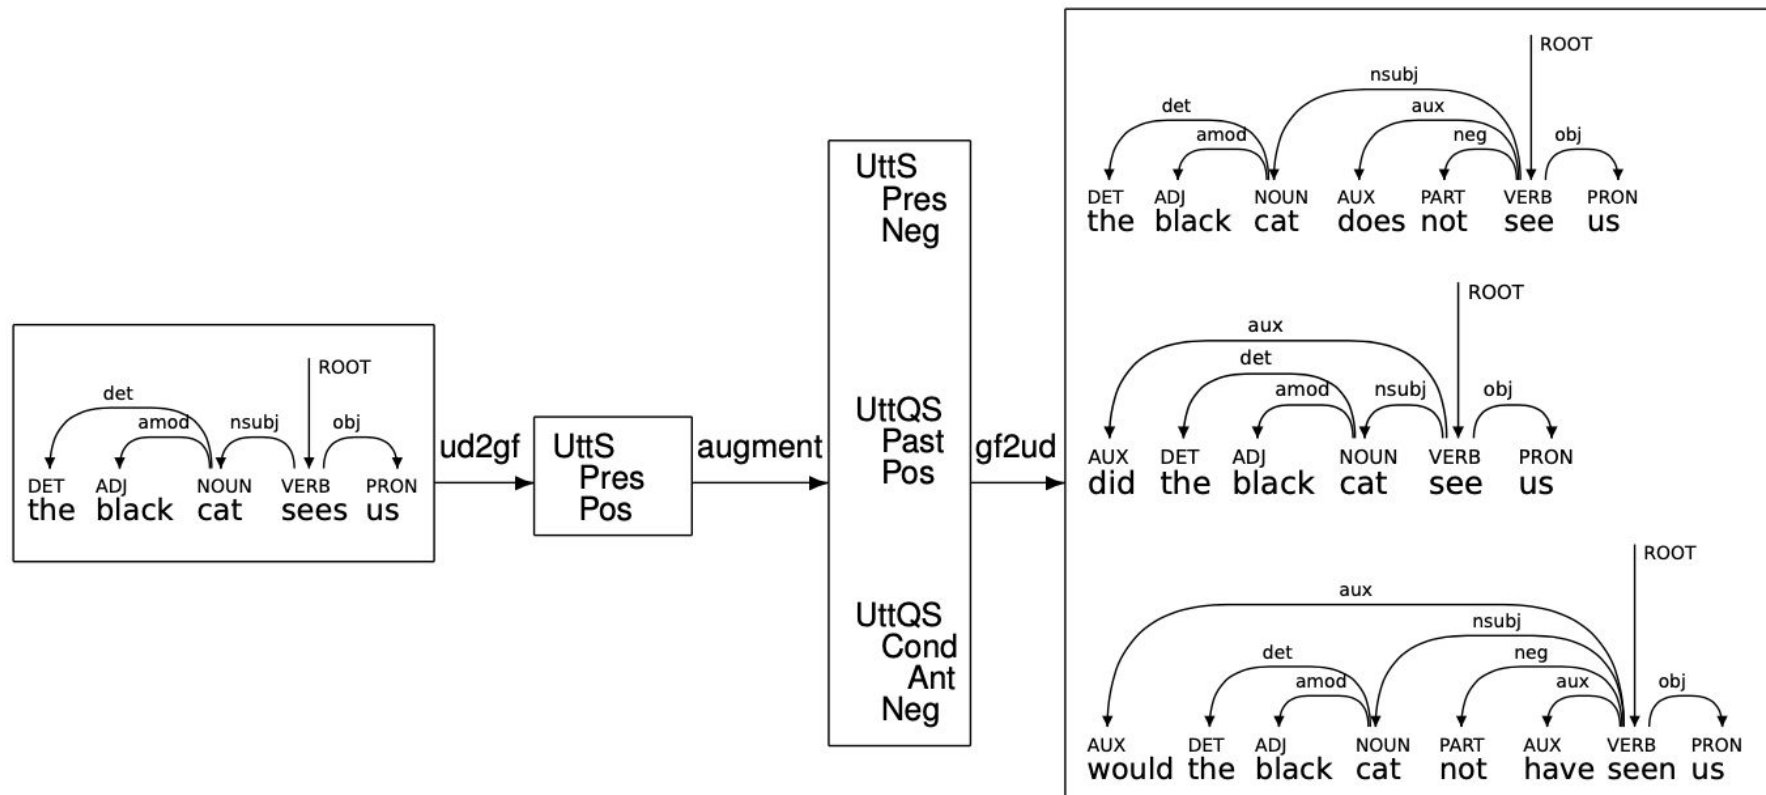 ROOT
det
amod nsubj obj
DET ADJ NOUN VERB PRON
the black cat sees us
ud2gf
UttS
Pres
Pos
augment
UttS
Pres
Neg
UttQS
Past
Pos
UttQS
Cond
Ant
Neg
gf2ud
ROOT
nsubj
det aux
amod neg obj
DET ADJ NOUN AUX PART VERB PRON
the black cat does not see us
ROOT
aux
det
amod nsubj obj
AUX DET ADJ NOUN VERB PRON
did the black cat see us
ROOT
aux
nsubj
det neg
amod aux obj
AUX DET ADJ NOUN PART AUX VERB PRON
would the black cat not have seen us